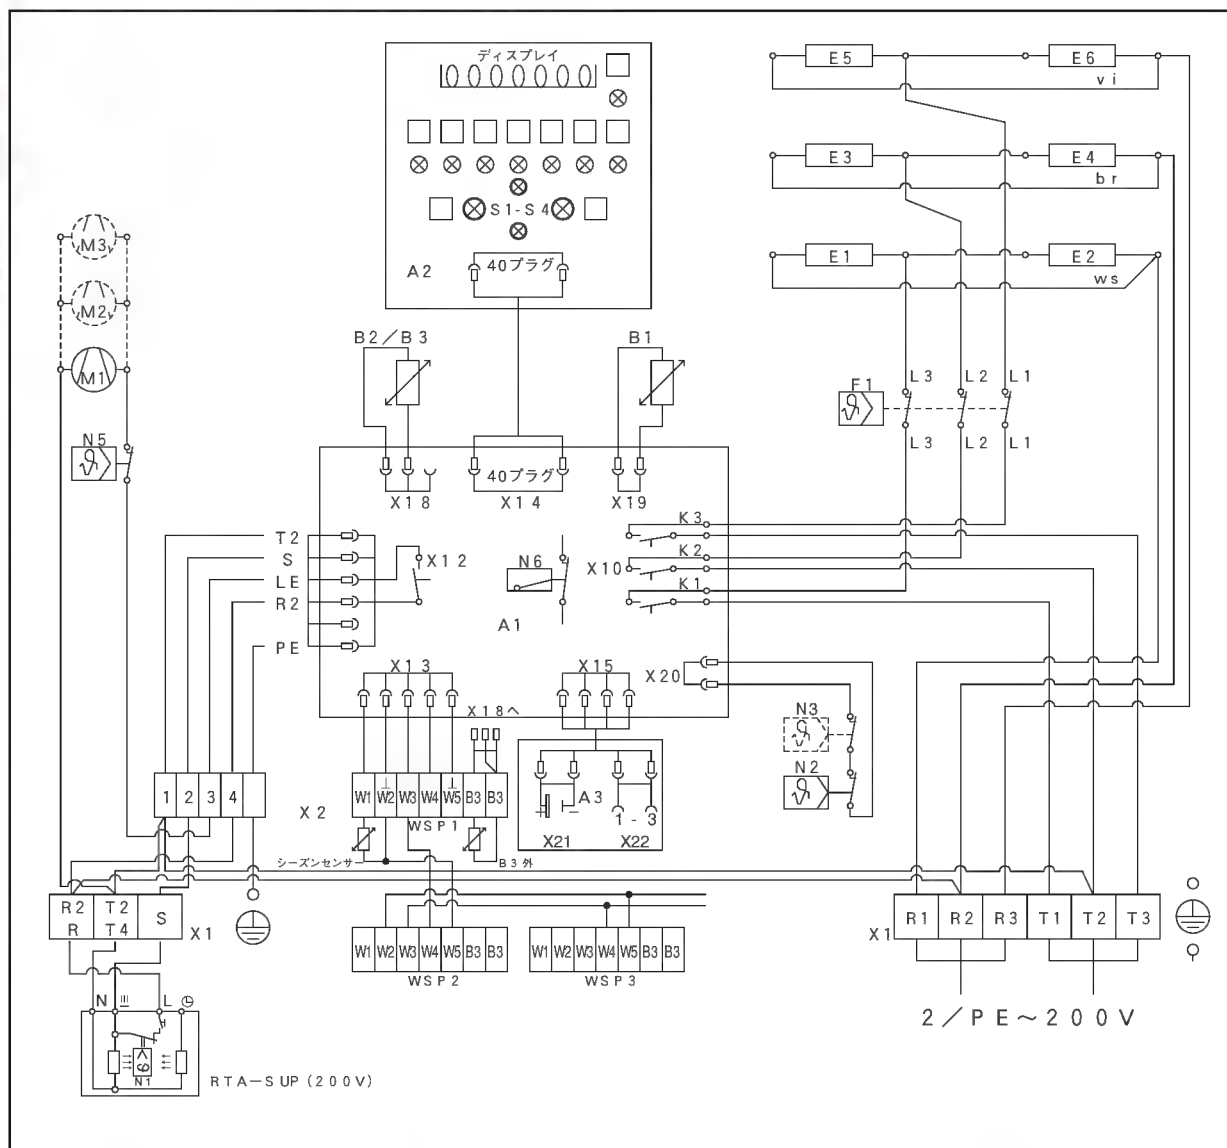 ディスプレイ
S1-S4
A2
40プラグ
E5
E6
vi
E3
E4
br
E1
E2
ws
M3
M2
M1
N5
B2/B3
B1
F1
L3
L2
L1
L3
L2
L1
X18
40プラグ
X14
X19
T2
S
LE
R2
PE
X12
N6
A1
X10
K3
K2
K1
X13
X15
X20
X18へ
N3
N2
1
2
3
4
X2
W1
W2
W3
W4
W5
B3
B3
WSP1
A3
1-3
X21
X22
シーズンセンサー
B3外
R2
T2
S
R
T4
X1
W1
W2
W3
W4
W5
B3
B3
WSP2
W1
W2
W3
W4
W5
B3
B3
WSP3
X1
R1
R2
R3
T1
T2
T3
2/PE~200V
N
L
N1
RTA-SUP(200V)